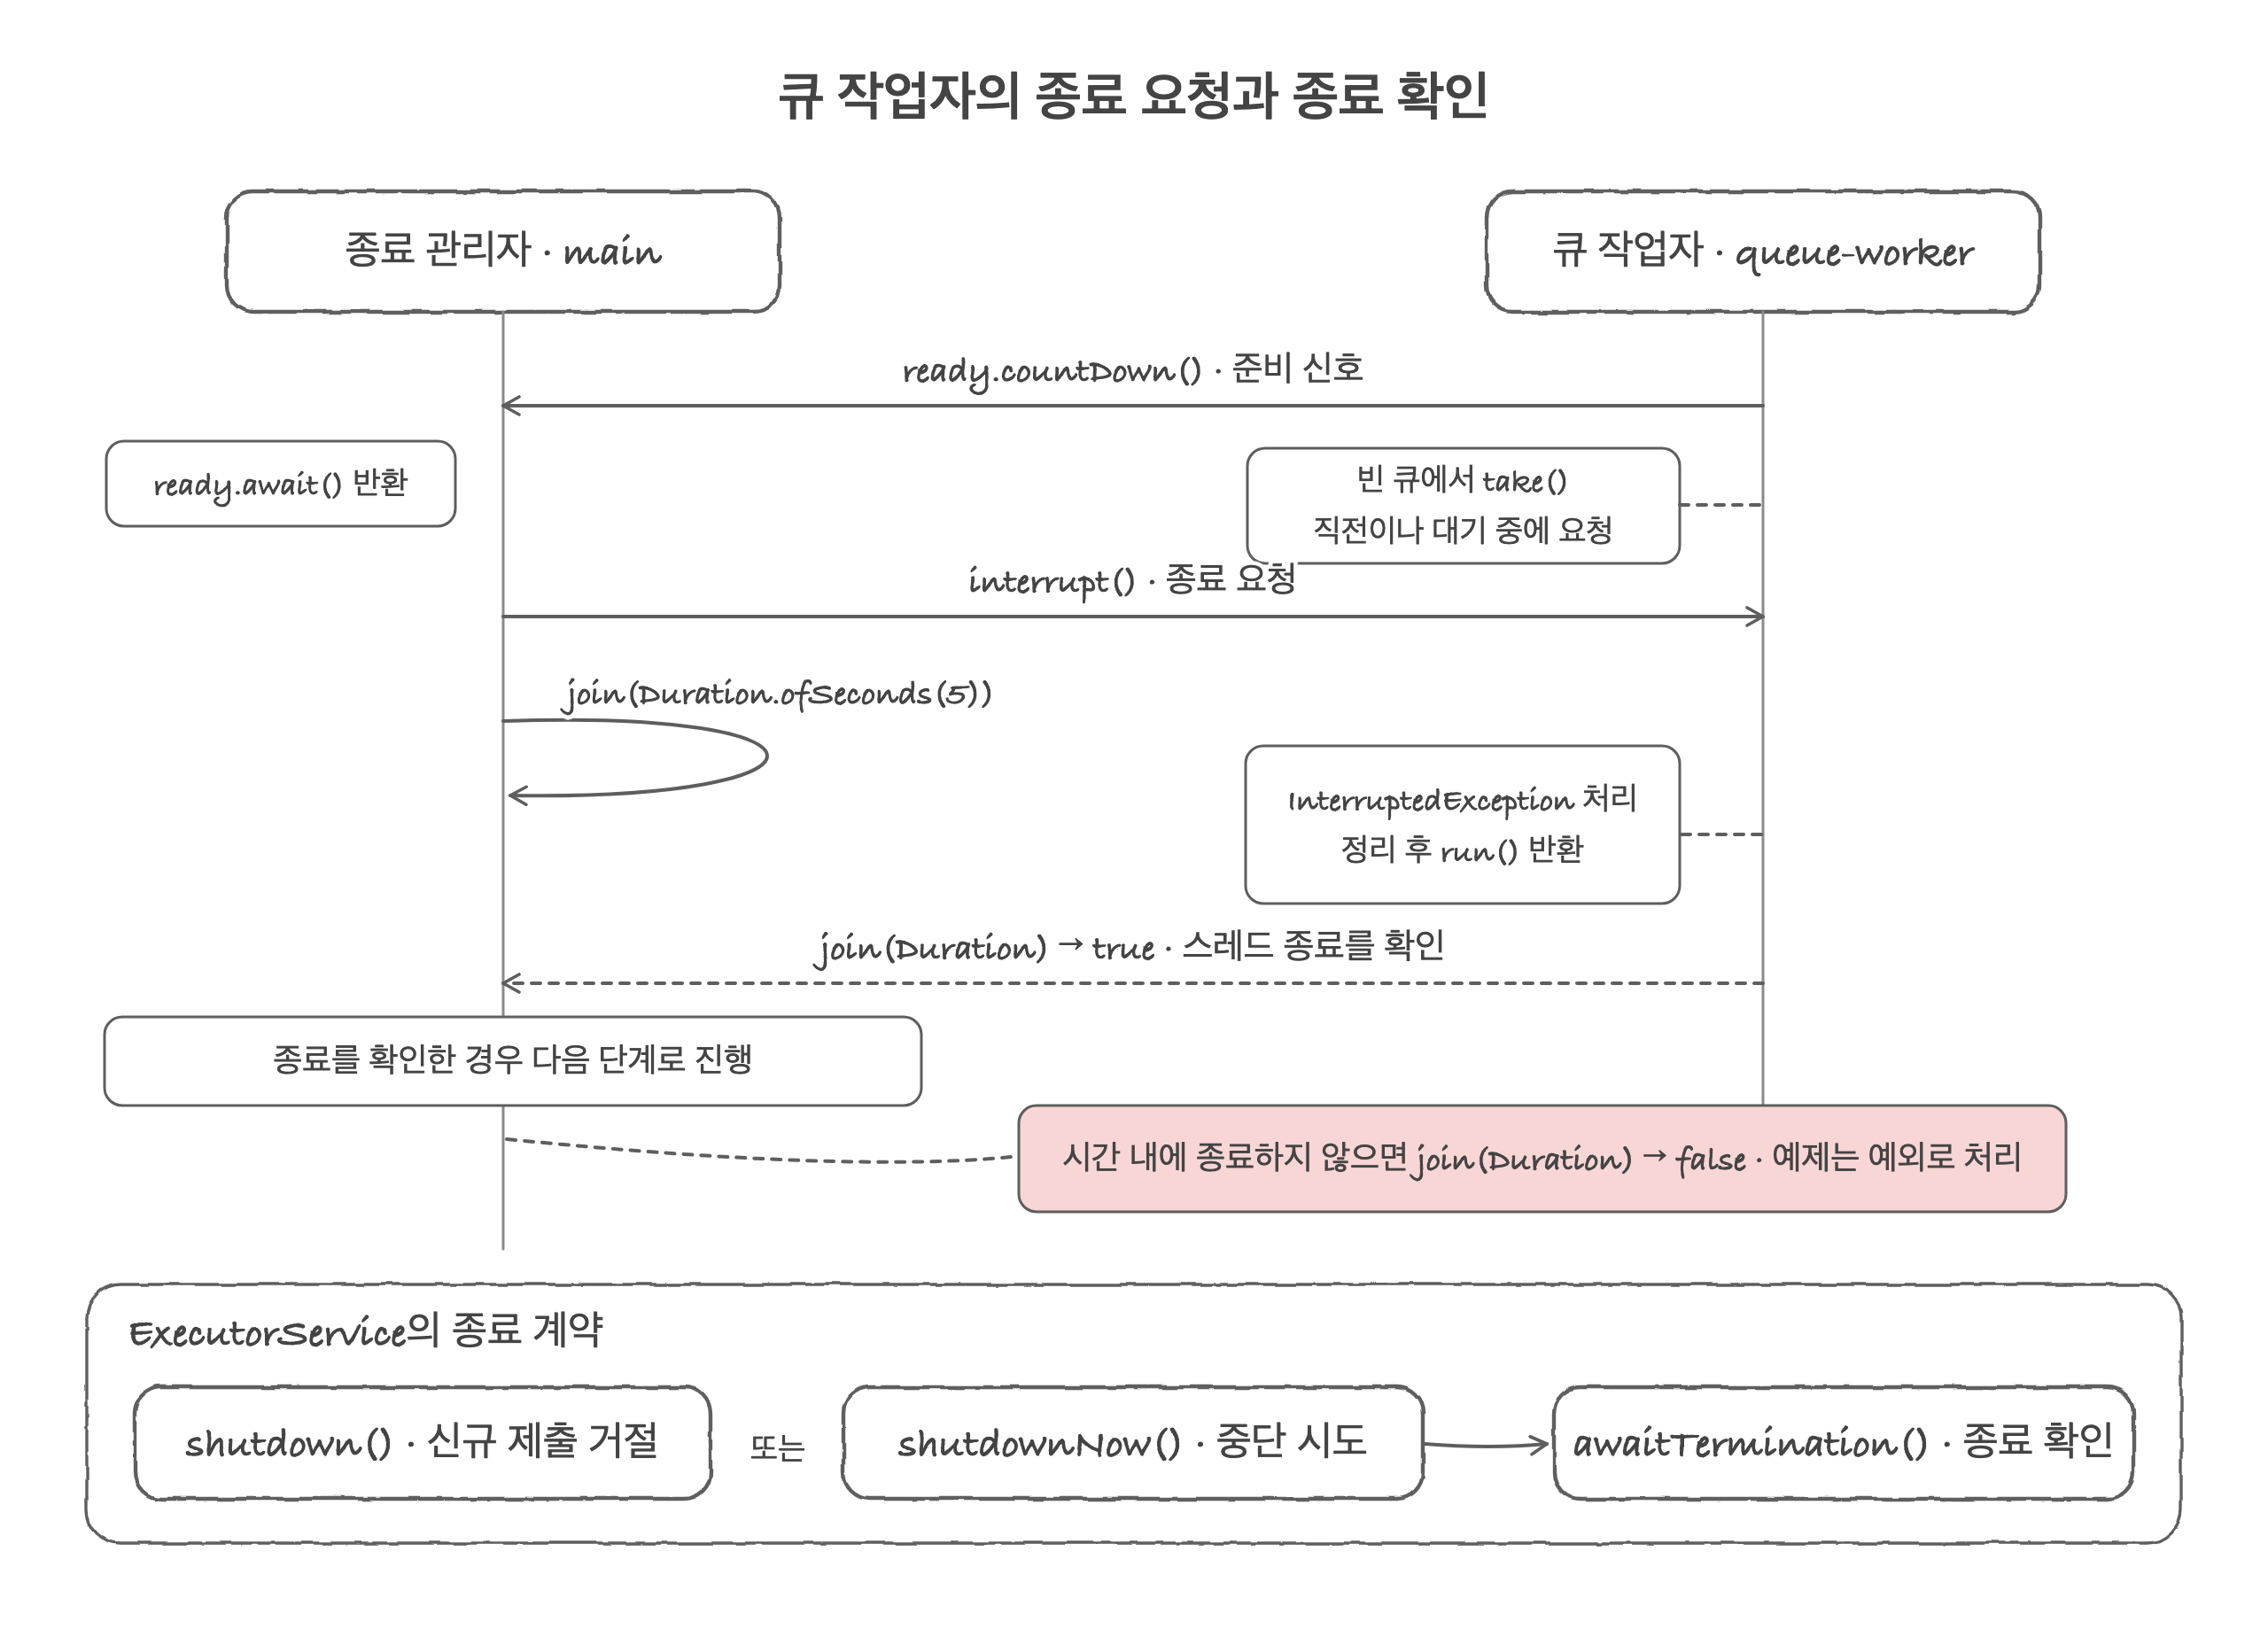 큐 작업자의 종료 요청과 종료 확인
종료 관리자 · main
큐 작업자 · queue-worker
ready.countDown() · 준비 신호
ready.await() 반환
빈 큐에서 take()
직전이나 대기 중에 요청
interrupt() · 종료 요청
join(Duration.ofSeconds(5))
InterruptedException 처리
정리 후 run() 반환
join(Duration) → true · 스레드 종료를 확인
종료를 확인한 경우 다음 단계로 진행
시간 내에 종료하지 않으면 join(Duration) → false · 예제는 예외로 처리
ExecutorService의 종료 계약
shutdown() · 신규 제출 거절
또는
shutdownNow() · 중단 시도
awaitTermination() · 종료 확인